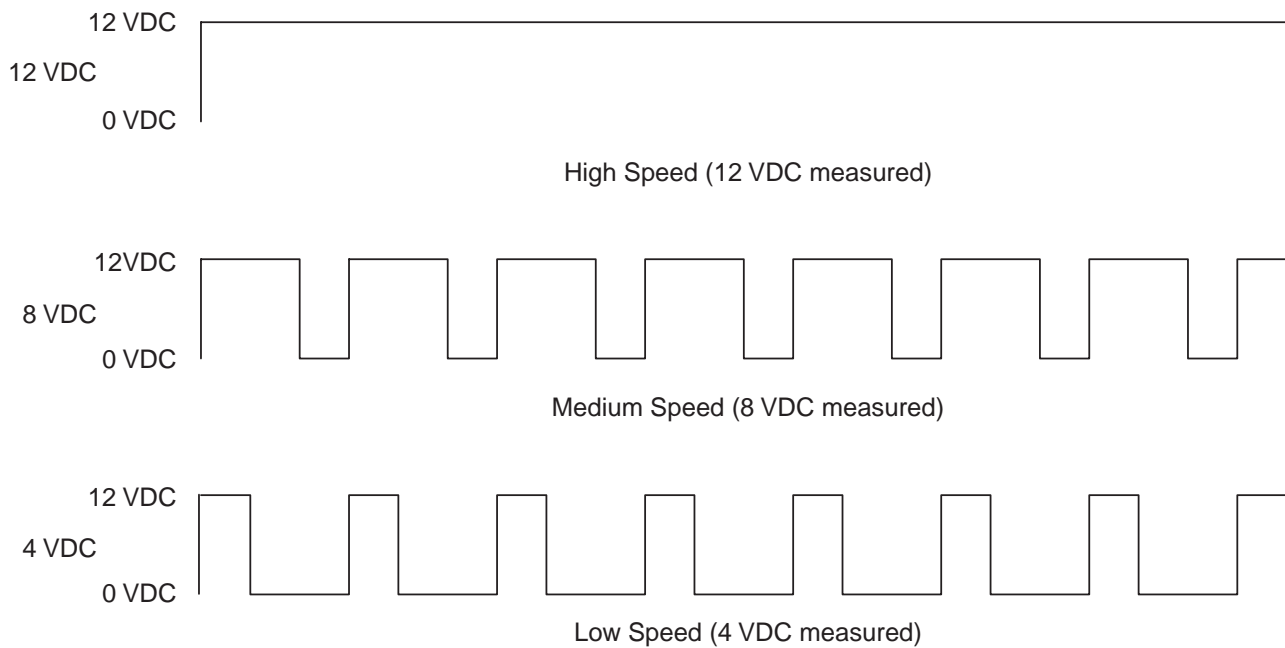 12 VDC
12 VDC
0 VDC
High Speed (12 VDC measured)
12VDC
8 VDC
0 VDC
Medium Speed (8 VDC measured)
12 VDC
4 VDC
0 VDC
Low Speed (4 VDC measured)